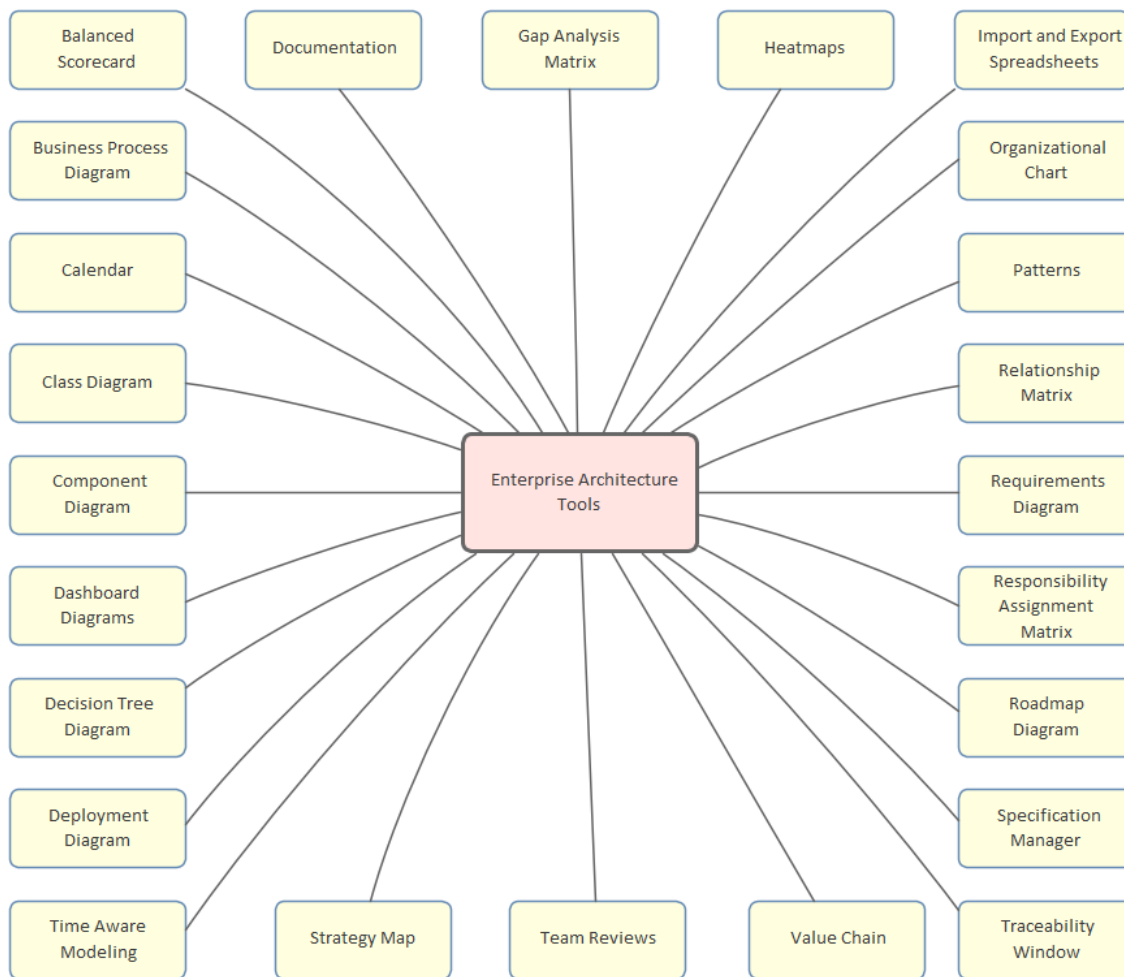 Balanced
Scorecard
Documentation
Gap Analysis
Matrix
Heatmaps
Import and Export
Spreadsheets
Business Process
Diagram
Organizational
Chart
Calendar
Patterns
Class Diagram
Relationship
Matrix
Enterprise Architecture
Tools
Component
Diagram
Requirements
Diagram
Dashboard
Diagrams
Responsibility
Assignment
Matrix
Decision Tree
Diagram
Roadmap
Diagram
Deployment
Diagram
Specification
Manager
Time Aware
Modeling
Strategy Map
Team Reviews
Value Chain
Traceability
Window